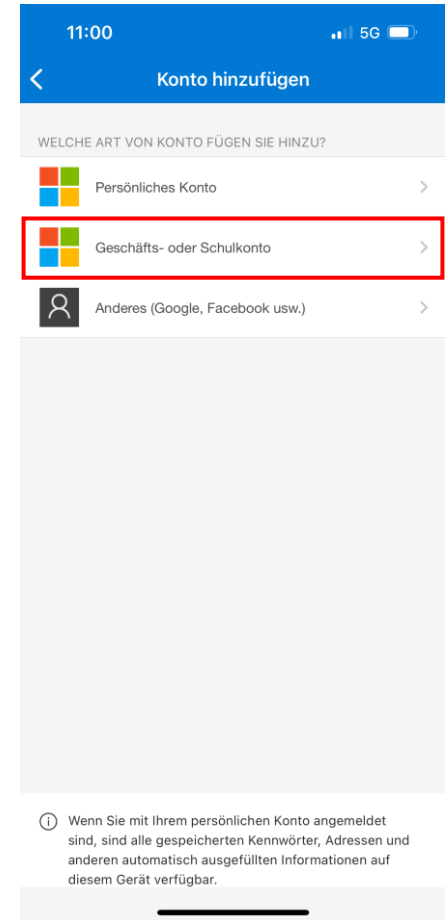 11:00
5G
Konto hinzufügen
WELCHE ART VON KONTO FÜGEN SIE HINZU?
Persönliches Konto
Geschäfts- oder Schulkonto
Anderes (Google, Facebook usw.)
Wenn Sie mit Ihrem persönlichen Konto angemeldet
sind, sind alle gespeicherten Kennwörter, Adressen und
anderen automatisch ausgefüllten Informationen auf
diesem Gerät verfügbar.